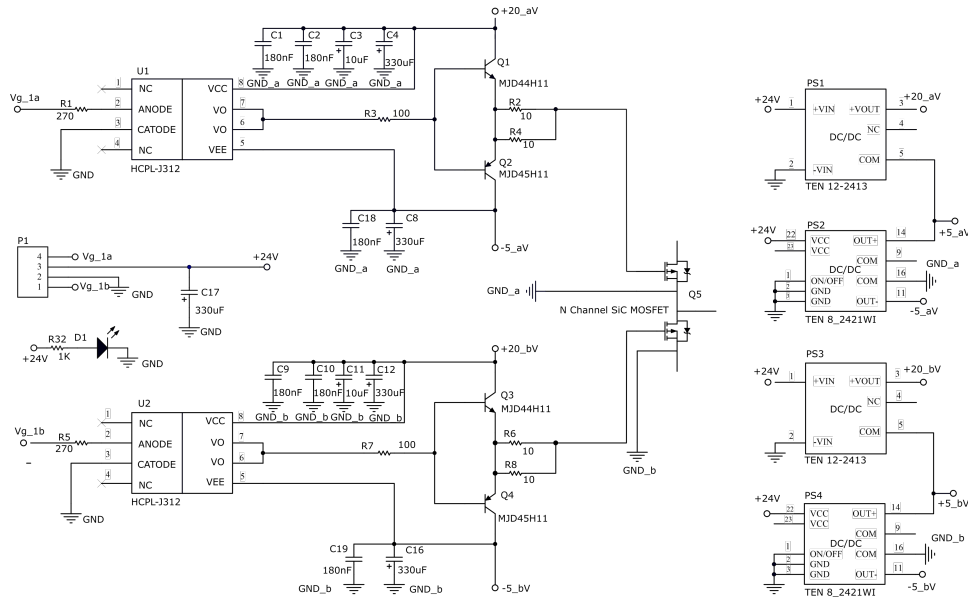 +20_aV
C1
C2
C3
C4
180nF
180nF
10uF
330uF
GND_a
GND_a
GND_a
GND_a
U1
1
NC
VCC
8
Vg_1a
R1
270
2
ANODE
VO
7
3
CATODE
VO
6
4
NC
VEE
5
HCPL-J312
GND
R3
100
Q1
MJD44H11
R2
10
R4
10
Q2
MJD45H11
C18
C8
180nF
330uF
GND_a
GND_a
-5_aV
P1
4
Vg_1a
3
+24V
2
GND
1
Vg_1b
C17
330uF
GND
R32
D1
+24V
1K
GND
GND_a
Q5
N Channel SiC MOSFET
GND_b
+20_bV
C9
C10
C11
C12
180nF
180nF
10uF
330uF
GND_b
GND_b
GND_b
GND_b
U2
1
NC
VCC
8
Vg_1b
R5
270
2
ANODE
VO
7
3
CATODE
VO
6
4
NC
VEE
5
HCPL-J312
GND
R7
100
Q3
MJD44H11
R6
10
R8
10
Q4
MJD45H11
C19
C16
180nF
330uF
GND_b
GND_b
-5_bV
PS1
+24V
1
+VIN
+VOUT
3
+20_aV
NC
4
DC/DC
COM
5
2
-VIN
TEN 12-2413
+5_aV
PS2
+24V
22
VCC
OUT+
14
23
VCC
COM
9
GND_a
DC/DC
1
ON/OFF
COM
16
2
GND
3
GND
OUT-
11
-5_aV
TEN 8_2421WI
PS3
+24V
1
+VIN
+VOUT
3
+20_bV
NC
4
DC/DC
COM
5
2
-VIN
TEN 12-2413
+5_bV
PS4
+24V
22
VCC
OUT+
14
23
VCC
COM
9
GND_b
DC/DC
1
ON/OFF
COM
16
2
GND
3
GND
OUT-
11
-5_bV
TEN 8_2421WI